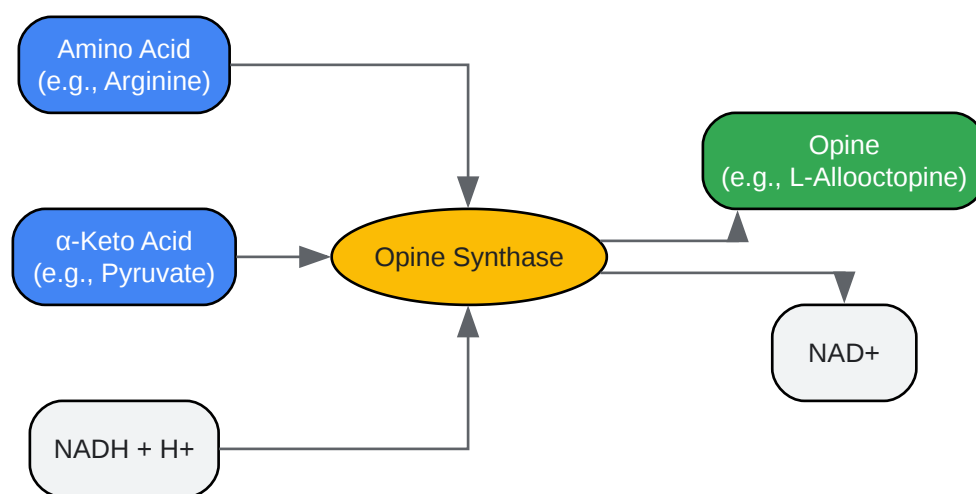 Amino Acid
(e.g., Arginine)
Opine
(e.g., L-Allooctopine)
α-Keto Acid
(e.g., Pyruvate)
Opine Synthase
NAD+
NADH + H+